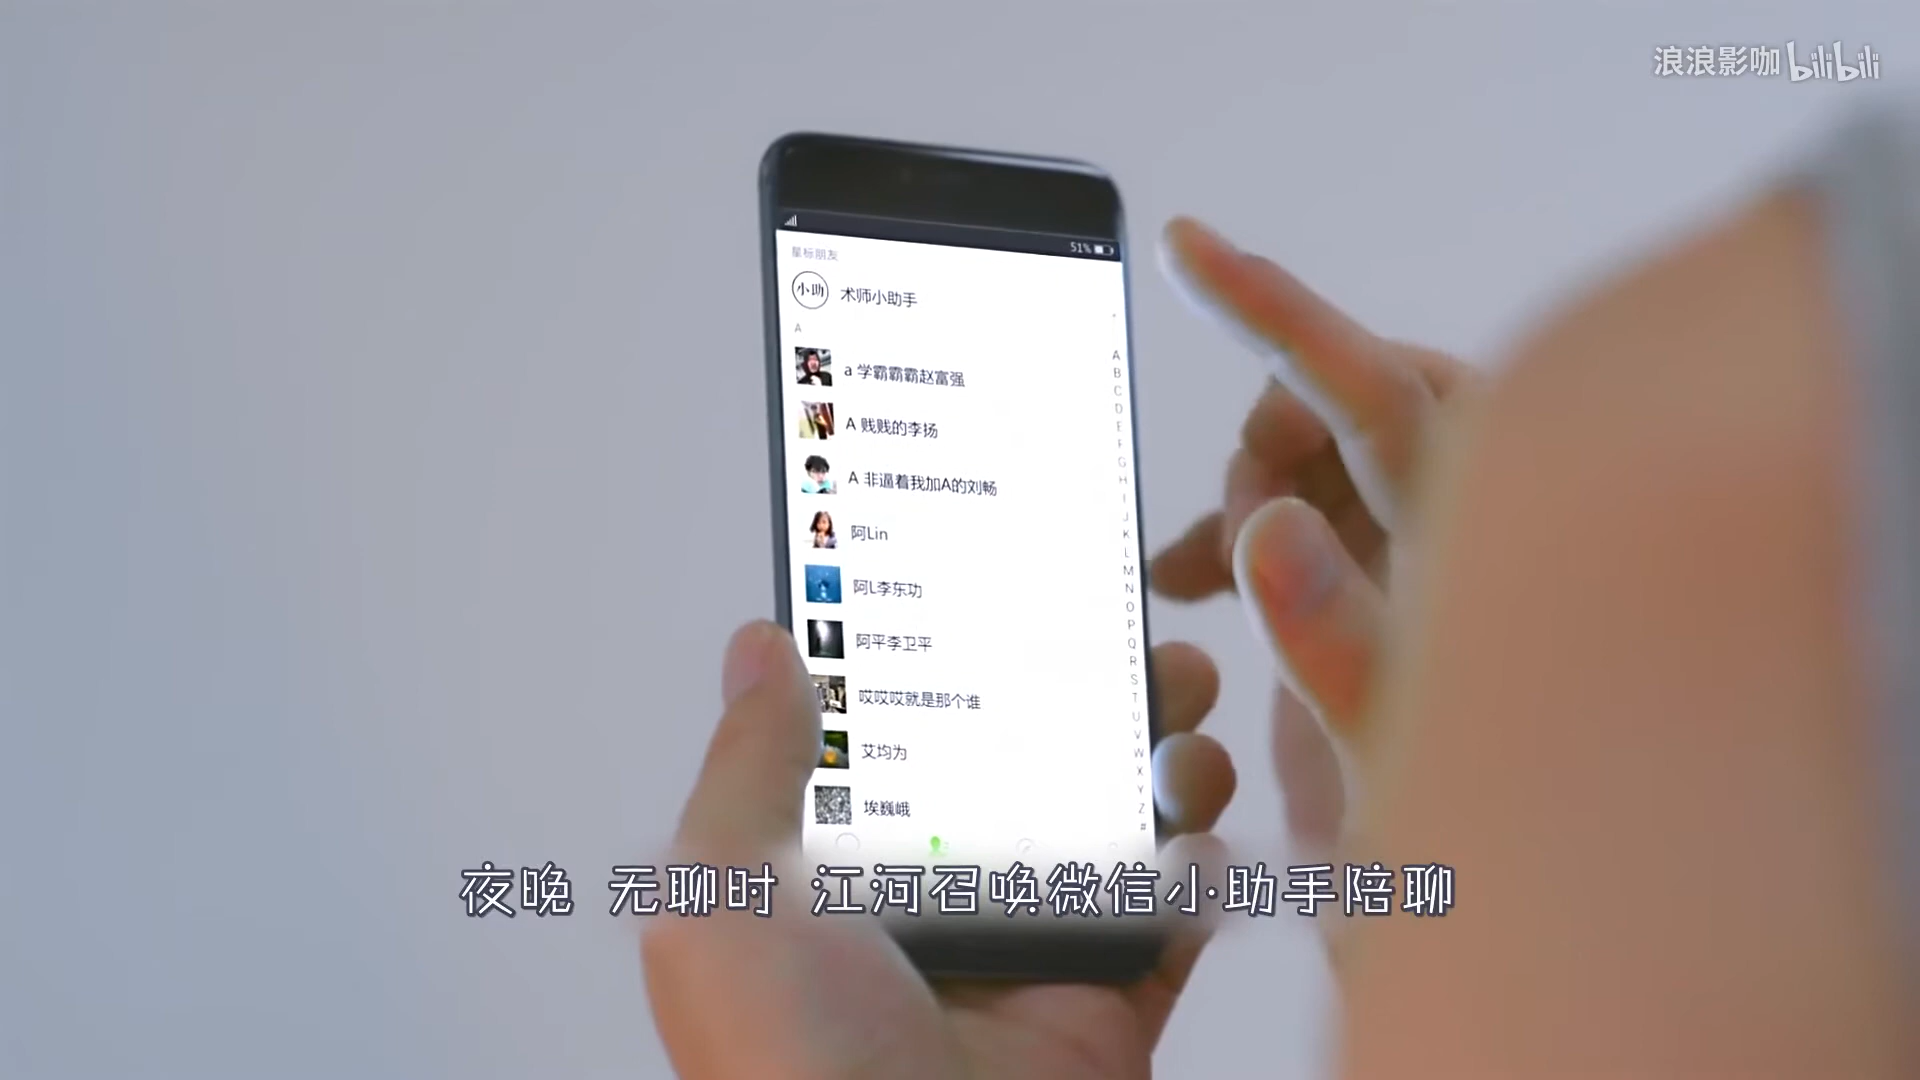 浪浪影咖 bilibili
51%
星标朋友
小助 术师小助手
A
a 学霸霸霸赵富强
A 贱贱的李扬
A 非逼着我加A的刘畅
阿Lin
阿L李东功
阿平李卫平
哎哎哎就是那个谁
艾均为
埃巍峨
A
B
C
D
E
F
G
H
I
J
K
L
M
N
O
P
Q
R
S
T
U
V
W
X
Y
Z
#
夜晚 无聊时 江河召唤微信小助手陪聊